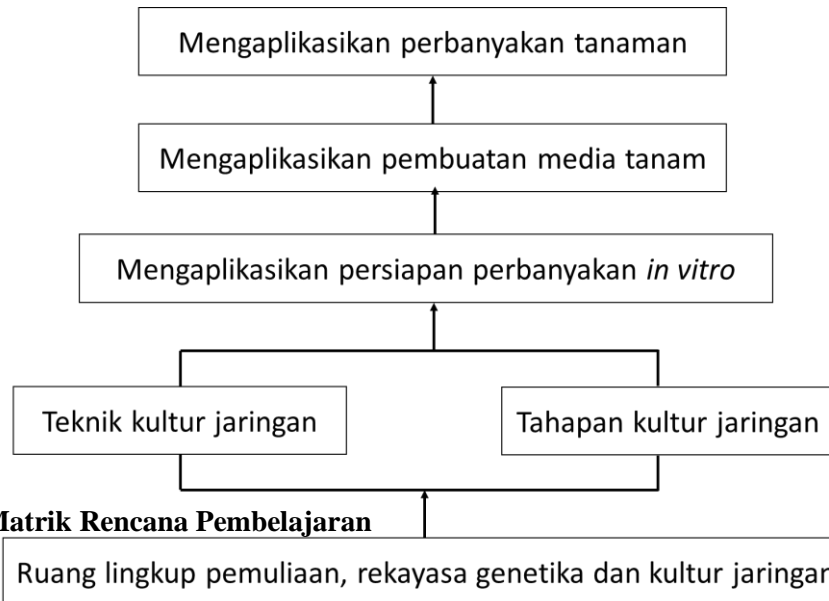 Mengaplikasikan perbanyakan tanaman
Mengaplikasikan pembuatan media tanam
Mengaplikasikan persiapan perbanyakan in vitro
Teknik kultur jaringan
Tahapan kultur jaringan
Matrik Rencana Pembelajaran
Ruang lingkup pemuliaan, rekayasa genetika dan kultur jaringan